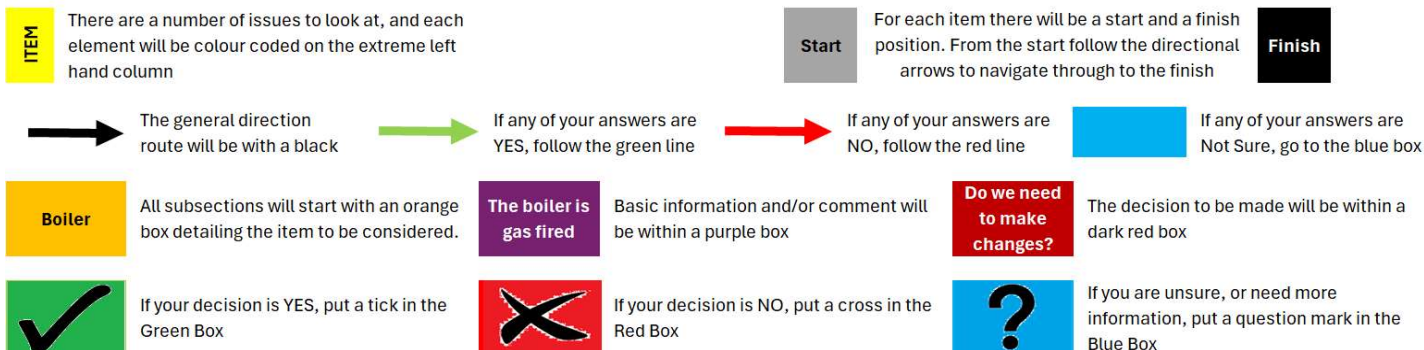 ITEM
There are a number of issues to look at, and each
element will be colour coded on the extreme left
hand column
Start
For each item there will be a start and a finish
position. From the start follow the directional
arrows to navigate through to the finish
Finish
The general direction
route will be with a black
If any of your answers are
YES, follow the green line
If any of your answers are
NO, follow the red line
If any of your answers are
Not Sure, go to the blue box
Boiler
All subsections will start with an orange
box detailing the item to be considered.
The boiler is
gas fired
Basic information and/or comment will
be within a purple box
Do we need
to make
changes?
The decision to be made will be within a
dark red box
If your decision is YES, put a tick in the
Green Box
If your decision is NO, put a cross in the
Red Box
?
If you are unsure, or need more
information, put a question mark in the
Blue Box